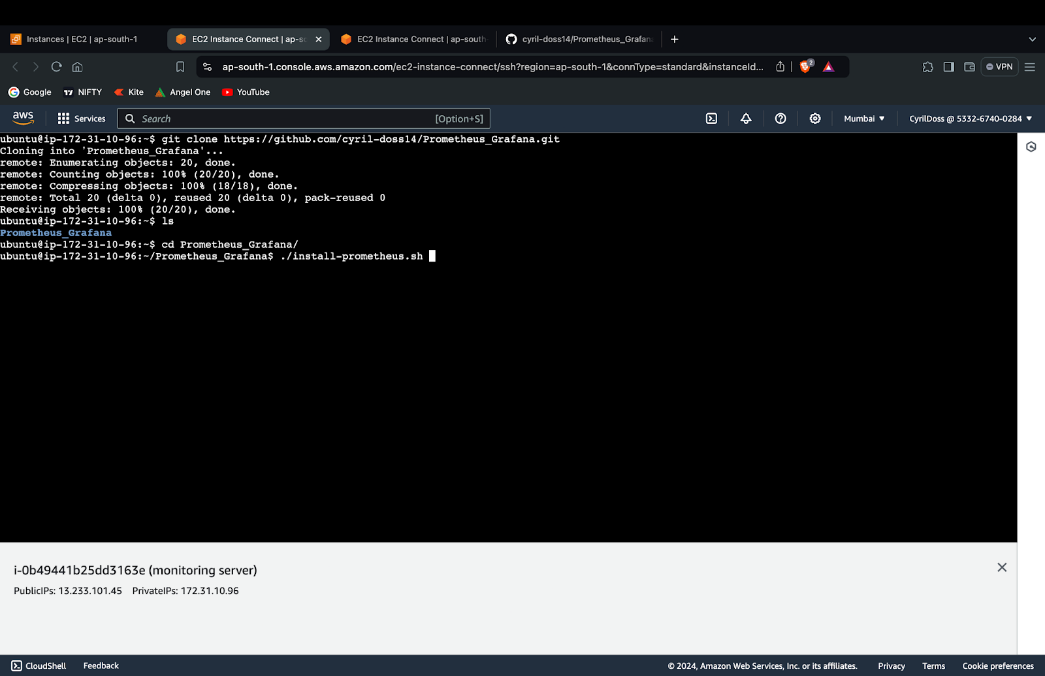 Instances | EC2 | ap-south-1
EC2 Instance Connect | ap-s
EC2 Instance Connect | ap-south-
cyril-doss14/Prometheus_Grafana
ap-south-1.console.aws.amazon.com/ec2-instance-connect/ssh?region=ap-south-1&connType=standard&instanceId...
2
VPN
Google
NIFTY
Kite
Angel One
YouTube
aws
Services
Search
[Option+S]
Mumbai
CyrilDoss @ 5332-6740-0284
ubuntu@ip-172-31-10-96:~$ git clone https://github.com/cyril-doss14/Prometheus_Grafana.git
Cloning into 'Prometheus_Grafana'...
remote: Enumerating objects: 20, done.
remote: Counting objects: 100% (20/20), done.
remote: Compressing objects: 100% (18/18), done.
remote: Total 20 (delta 0), reused 20 (delta 0), pack-reused 0
Receiving objects: 100% (20/20), done.
ubuntu@ip-172-31-10-96:~$ ls
Prometheus_Grafana
ubuntu@ip-172-31-10-96:~$ cd Prometheus_Grafana/
ubuntu@ip-172-31-10-96:~/Prometheus_Grafana$ ./install-prometheus.sh
i-0b49441b25dd3163e (monitoring server)
PublicIPs: 13.233.101.45 PrivateIPs: 172.31.10.96
CloudShell
Feedback
© 2024, Amazon Web Services, Inc. or its affiliates.
Privacy
Terms
Cookie preferences